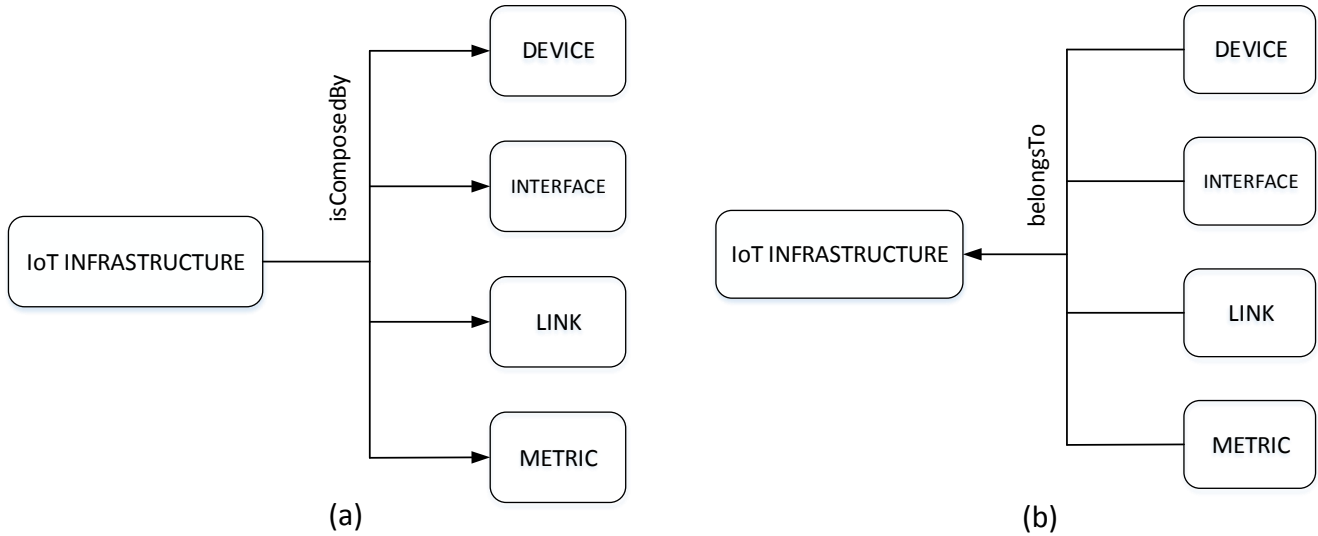 DEVICE
isComposedBy
INTERFACE
IoT INFRASTRUCTURE
LINK
METRIC
(a)
DEVICE
belongsTo
INTERFACE
IoT INFRASTRUCTURE
LINK
METRIC
(b)